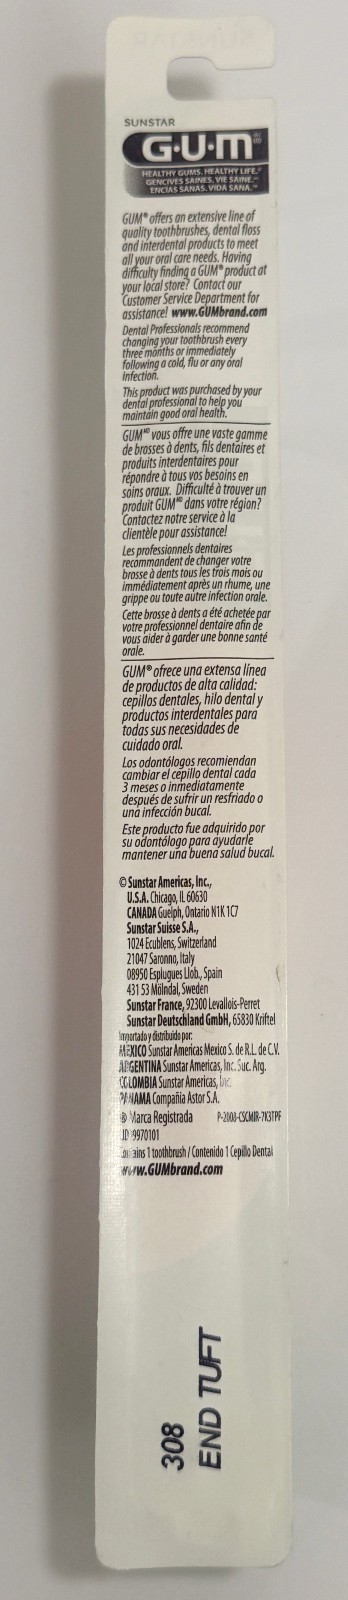 SUNSTAR
G·U·M ®/MD
HEALTHY GUMS. HEALTHY LIFE.®
GENCIVES SAINES, VIE SAINE.™
ENCÍAS SANAS. VIDA SANA.™
GUM® offers an extensive line of
quality toothbrushes, dental floss
and interdental products to meet
all your oral care needs. Having
difficulty finding a GUM® product at
your local store? Contact our
Customer Service Department for
assistance! www.GUMbrand.com
Dental Professionals recommend
changing your toothbrush every
three months or immediately
following a cold, flu or any oral
infection.
This product was purchased by your
dental professional to help you
maintain good oral health.
GUMᴹᴰ vous offre une vaste gamme
de brosses à dents, fils dentaires et
produits interdentaires pour
répondre à tous vos besoins en
soins oraux. Difficulté à trouver un
produit GUMᴹᴰ dans votre région?
Contactez notre service à la
clientèle pour assistance!
Les professionnels dentaires
recommandent de changer votre
brosse à dents tous les trois mois ou
immédiatement après un rhume, une
grippe ou toute autre infection orale.
Cette brosse à dents a été achetée par
votre professionnel dentaire afin de
vous aider à garder une bonne santé
orale.
GUM® ofrece una extensa línea
de productos de alta calidad:
cepillos dentales, hilo dental y
productos interdentales para
todas sus necesidades de
cuidado oral.
Los odontólogos recomiendan
cambiar el cepillo dental cada
3 meses o inmediatamente
después de sufrir un resfriado o
una infección bucal.
Este producto fue adquirido por
su odontólogo para ayudarle
mantener una buena salud bucal.
© Sunstar Americas, Inc.,
U.S.A. Chicago, IL 60630
CANADA Guelph, Ontario N1K 1C7
Sunstar Suisse S.A.,
1024 Ecublens, Switzerland
21047 Saronno, Italy
08950 Esplugues Llob., Spain
431 53 Mölndal, Sweden
Sunstar France, 92300 Levallois-Perret
Sunstar Deutschland GmbH, 65830 Kriftel
Importado y distribuido por:
MÉXICO Sunstar Americas Mexico S. de R.L. de C.V.
ARGENTINA Sunstar Americas, Inc. Suc. Arg.
COLOMBIA Sunstar Americas, Inc.
PANAMA Compañia Astor S.A.
® Marca Registrada P-2008-CSCMIR-7K3TPF
JD 9970101
Contains 1 toothbrush / Contenido 1 Cepillo Dental
www.GUMbrand.com
308
END TUFT